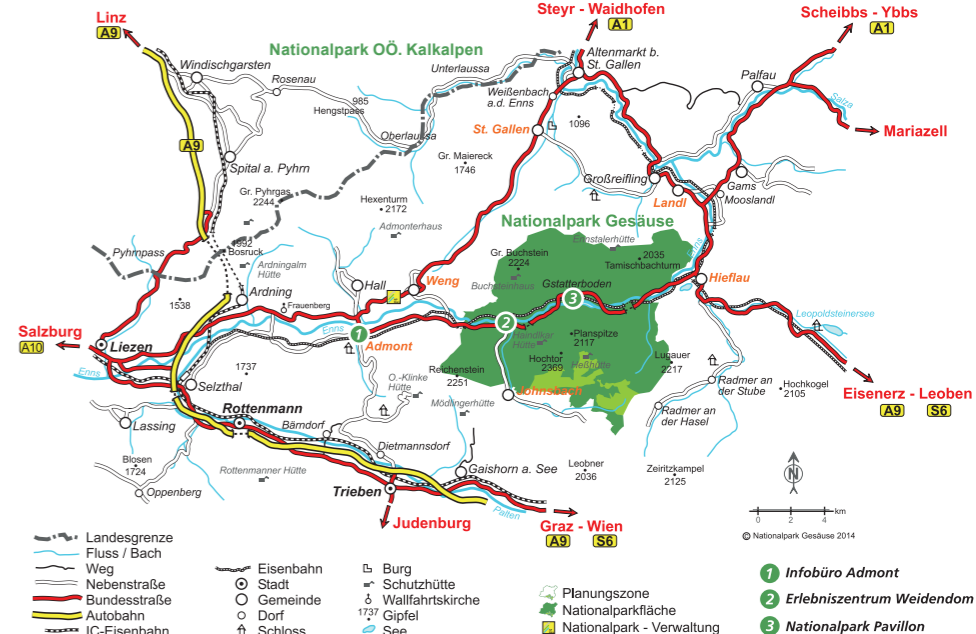 Linz
A9
Steyr - Waidhofen
A1
Scheibbs - Ybbs
A1
Nationalpark OÖ. Kalkalpen
Windischgarsten
Rosenau
985
Hengstpass
Unterlaussa
Oberlaussa
Altenmarkt b.
St. Gallen
Weißenbach
a.d. Enns
St. Gallen
1096
Palfau
Salza
Mariazell
A9
Spital a. Pyhrn
Gr. Pyhrgas
2244
Gr. Maiereck
1746
Hexenturm
2172
Admonterhaus
Großreifling
Landl
Gams
Mooslandl
Nationalpark Gesäuse
Ennstalerhütte
Enns
Pyhrnpass
1992
Bosruck
Ardningalm
Hütte
Gr. Buchstein
2224
Buchsteinhaus
2035
Tamischbachturm
Gstatterboden
Hieflau
Hall
Weng
Ardning
Frauenberg
1538
3
Salzburg
A10
Liezen
Enns
1
Admont
2
Haindlkar
Hütte
Planspitze
2117
Hochtor
2369
Heßhütte
Lugauer
2217
Leopoldsteinersee
Enns
1737
Selzthal
Reichenstein
2251
O.-Klinke
Hütte
Mödlingerhütte
Johnsbach
Radmer an
der Stube
Hochkogel
2105
Eisenerz - Leoben
A9 S6
Rottenmann
Lassing
Bärndorf
Radmer an
der Hasel
Dietmannsdorf
Blosen
1724
Oppenberg
Rottenmanner Hütte
Gaishorn a. See
Leobner
2036
Zeiritzkampel
2125
N
Trieben
Palten
Judenburg
Graz - Wien
A9 S6
0 2 4 km
© Nationalpark Gesäuse 2014
Landesgrenze
Fluss / Bach
Weg
Nebenstraße
Bundesstraße
Autobahn
IC-Eisenbahn
Eisenbahn
Stadt
Gemeinde
Dorf
Schloss
Burg
Schutzhütte
Wallfahrtskirche
1737 Gipfel
See
Planungszone
Nationalparkfläche
Nationalpark - Verwaltung
1 Infobüro Admont
2 Erlebniszentrum Weidendom
3 Nationalpark Pavillon